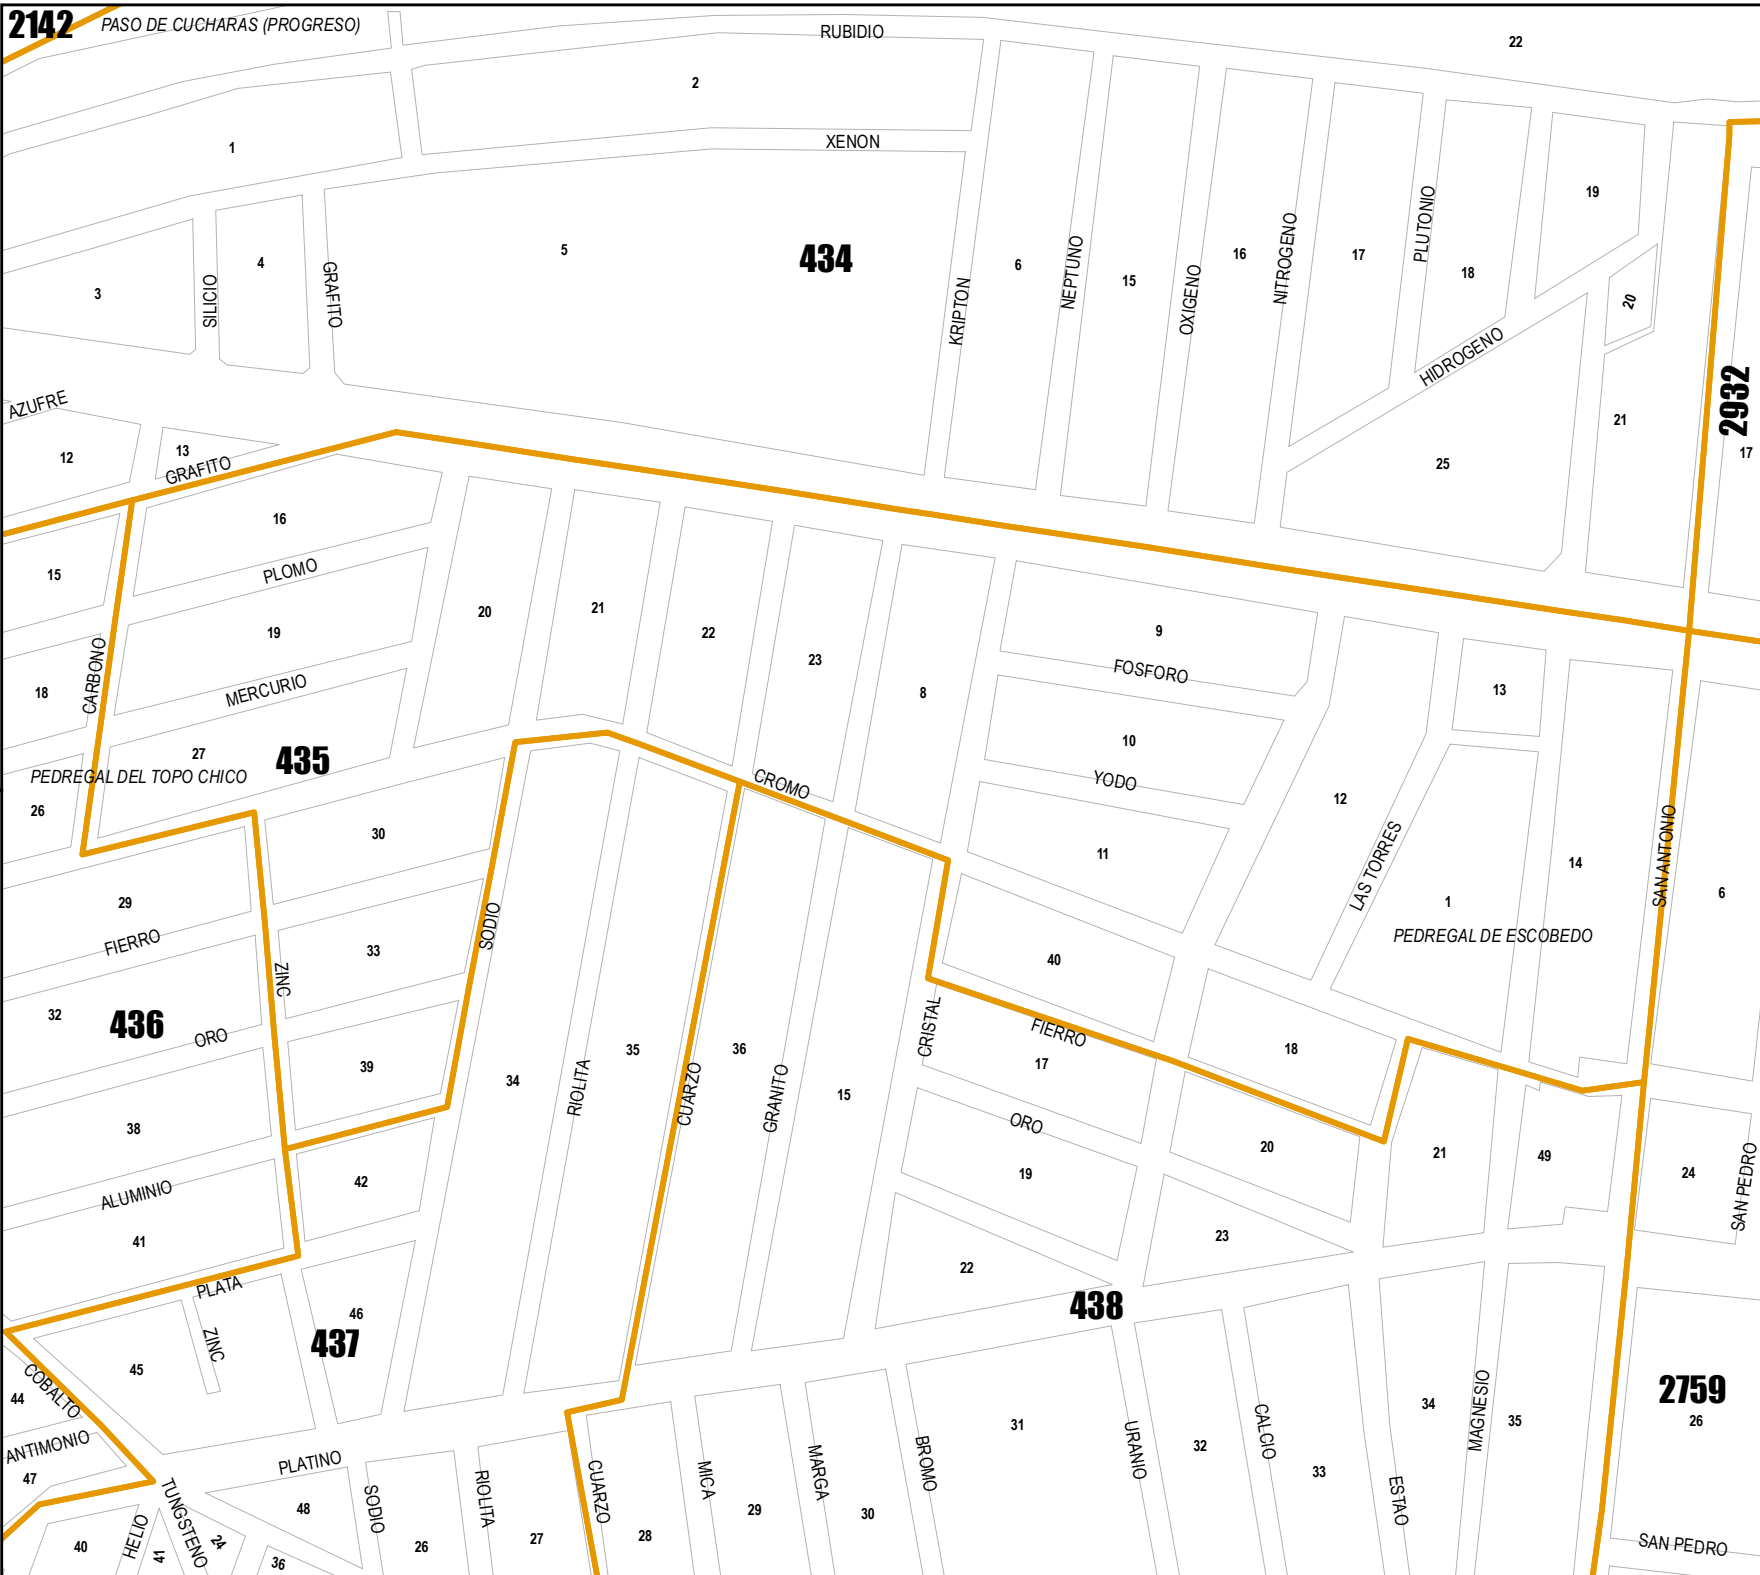 2142
PASO DE CUCHARAS (PROGRESO)
RUBIDIO
22
2
1
XENON
19
PLUTONIO
4
GRAFITO
5
434
6
NEPTUNO
15
OXIGENO
16
NITROGENO
17
18
3
SILICIO
KRIPTON
20
HIDROGENO
AZUFRE
2932
21
17
12
13
GRAFITO
25
16
15
PLOMO
20
21
19
22
23
9
FOSFORO
18
CARBONO
MERCURIO
8
13
27
435
10
PEDREGAL DEL TOPO CHICO
CROMO
YODO
26
30
12
11
LAS TORRES
14
SAN ANTONIO
29
1
6
FIERRO
33
SODIO
PEDREGAL DE ESCOBEDO
40
ZINC
32
436
ORO
CRISTAL
FIERRO
39
34
RIOLITA
35
36
17
18
CUARZO
GRANITO
15
38
ORO
20
21
49
42
19
24
SAN PEDRO
ALUMINIO
41
23
22
PLATA
438
46
ZINC
437
45
COBALTO
44
2759
34
MAGNESIO
35
26
31
ANTIMONIO
URANIO
32
CALCIO
PLATINO
47
TUNGSTENO
48
SODIO
RIOLITA
CUARZO
MICA
MARGA
BROMO
33
ESTAO
29
30
40
HELIO
41
24
36
26
27
28
SAN PEDRO